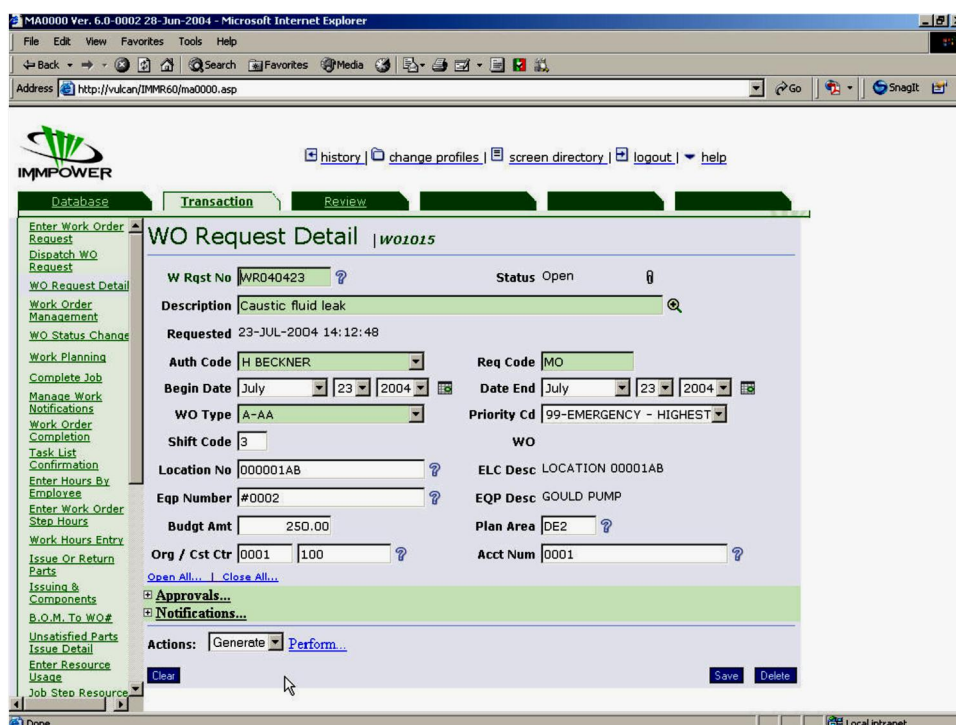 MA0000 Ver. 6.0-0002 28-Jun-2004 - Microsoft Internet Explorer
File Edit View Favorites Tools Help
Back Search Favorites Media
Address http://vulcan/IMMR60/ma0000.asp Go SnagIt
IMMPOWER
history | change profiles | screen directory | logout | help
Database Transaction Review
Enter Work Order
Request
Dispatch WO
Request
WO Request Detail
Work Order
Management
WO Status Change
Work Planning
Complete Job
Manage Work
Notifications
Work Order
Completion
Task List
Confirmation
Enter Hours By
Employee
Enter Work Order
Step Hours
Work Hours Entry
Issue Or Return
Parts
Issuing &
Components
B.O.M. To WO#
Unsatisfied Parts
Issue Detail
Enter Resource
Usage
Job Step Resource
WO Request Detail | WO1015
W Rqst No WR040423 ? Status Open
Description Caustic fluid leak
Requested 23-JUL-2004 14:12:48
Auth Code H BECKNER Req Code MO
Begin Date July 23 2004 Date End July 23 2004
WO Type A-AA Priority Cd 99-EMERGENCY - HIGHEST
Shift Code 3 WO
Location No 000001AB ? ELC Desc LOCATION 00001AB
Eqp Number #0002 ? EQP Desc GOULD PUMP
Budgt Amt 250.00 Plan Area DE2 ?
Org / Cst Ctr 0001 100 ? Acct Num 0001 ?
Open All... | Close All...
Approvals...
Notifications...
Actions: Generate Perform...
Clear Save Delete
Done Local intranet